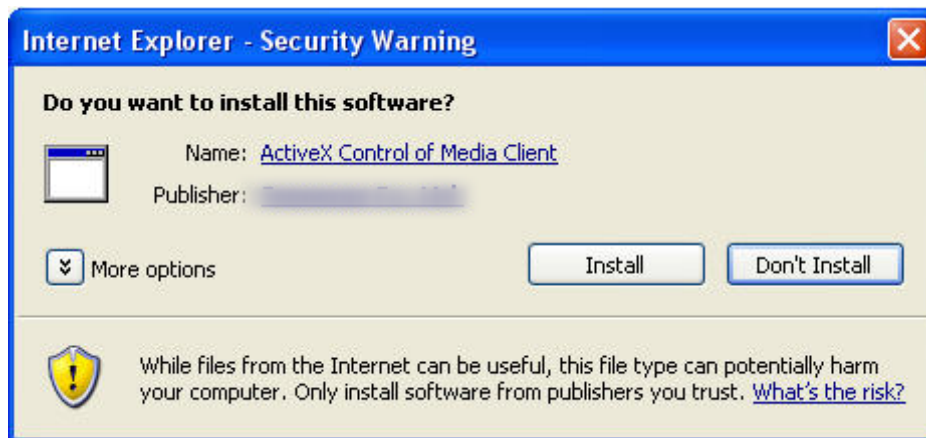 Internet Explorer - Security Warning
Do you want to install this software?
Name: ActiveX Control of Media Client
Publisher:
More options
Install
Don't Install
While files from the Internet can be useful, this file type can potentially harm
your computer. Only install software from publishers you trust. What's the risk?